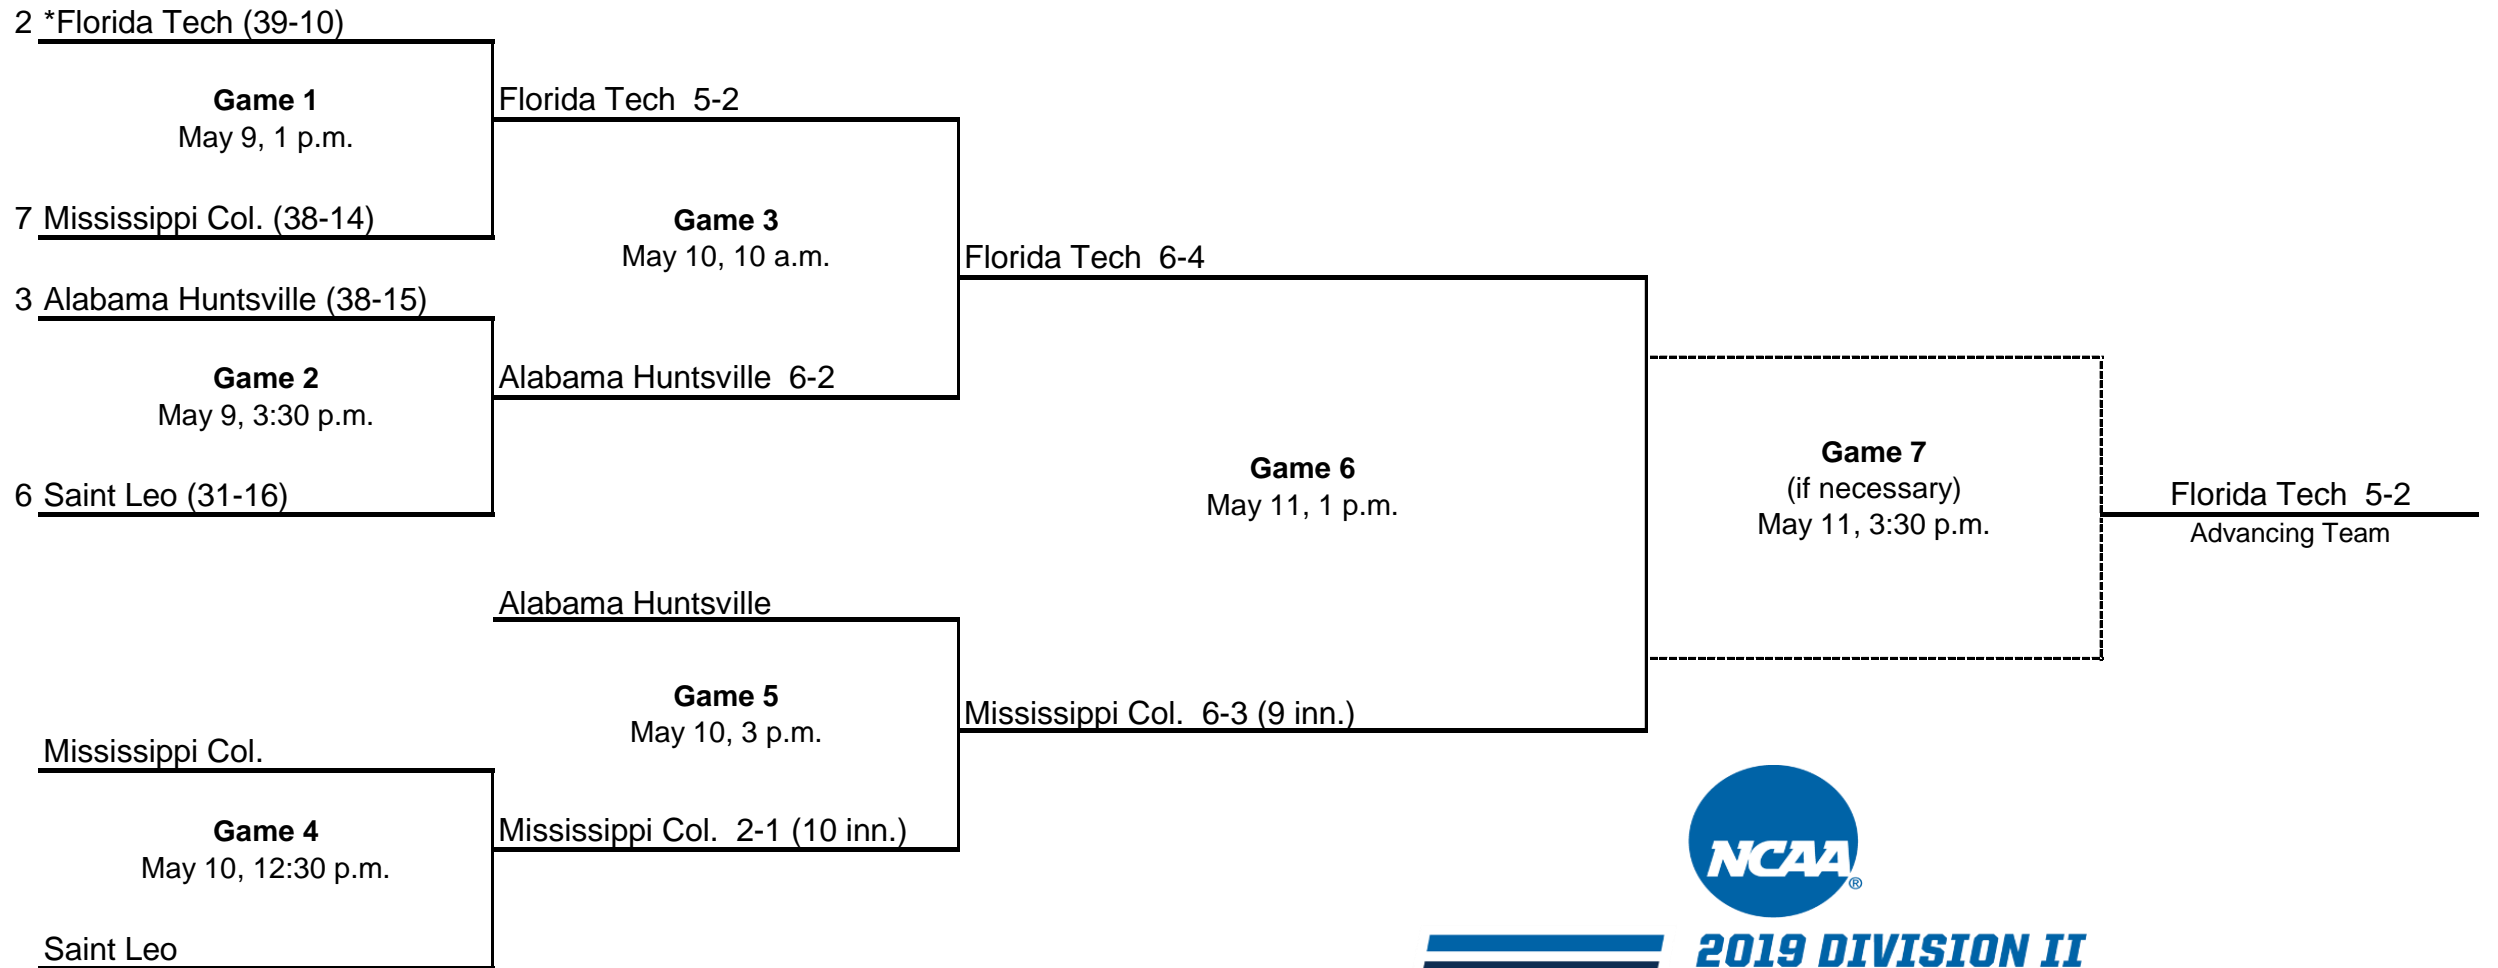 2 *Florida Tech (39-10)
Game 1
May 9, 1 p.m.
7 Mississippi Col. (38-14)
Florida Tech 5-2
3 Alabama Huntsville (38-15)
Game 2
May 9, 3:30 p.m.
6 Saint Leo (31-16)
Alabama Huntsville 6-2
Game 3
May 10, 10 a.m.
Florida Tech 6-4
Mississippi Col.
Game 4
May 10, 12:30 p.m.
Saint Leo
Alabama Huntsville
Game 5
May 10, 3 p.m.
Mississippi Col. 2-1 (10 inn.)
Mississippi Col. 6-3 (9 inn.)
Game 6
May 11, 1 p.m.
Game 7
(if necessary)
May 11, 3:30 p.m.
Florida Tech 5-2
Advancing Team
NCAA®
2019 DIVISION II